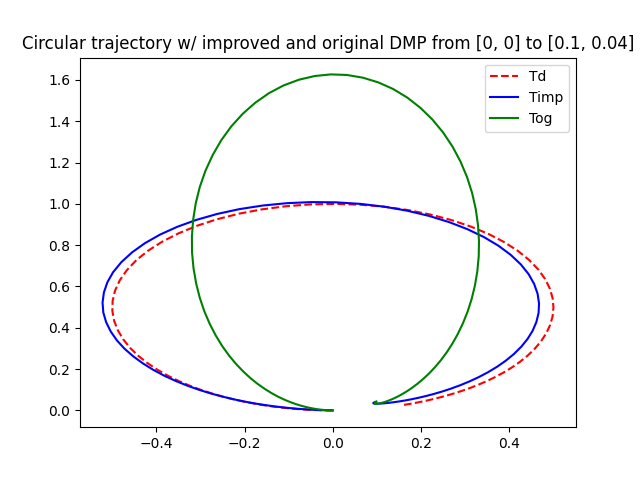 Circular trajectory w/ improved and original DMP from [0, 0] to [0.1, 0.04]
Td
Timp
Tog
1.6
1.4
1.2
1.0
0.8
0.6
0.4
0.2
0.0
−0.4 −0.2 0.0 0.2 0.4